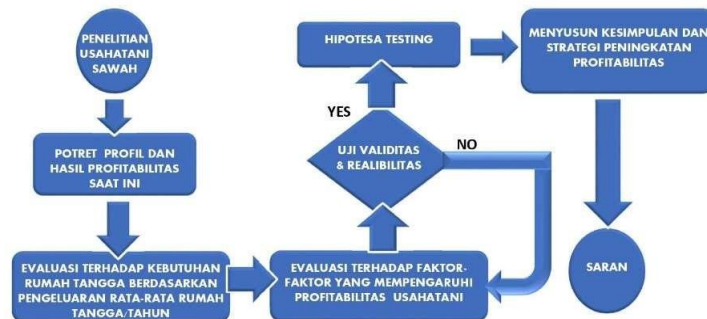 PENELITIAN
USAHATANI
SAWAH
POTRET PROFIL DAN
HASIL PROFITABILITAS
SAAT INI
EVALUASI TERHADAP KEBUTUHAN
RUMAH TANGGA BERDASARKAN
PENGELUARAN RATA-RATA RUMAH
TANGGA/TAHUN
EVALUASI TERHADAP FAKTOR-
FAKTOR YANG MEMPENGARUHI
PROFITABILITAS USAHATANI
UJI VALIDITAS
& REALIBILITAS
NO
YES
HIPOTESA TESTING
MENYUSUN KESIMPULAN DAN
STRATEGI PENINGKATAN
PROFITABILITAS
SARAN